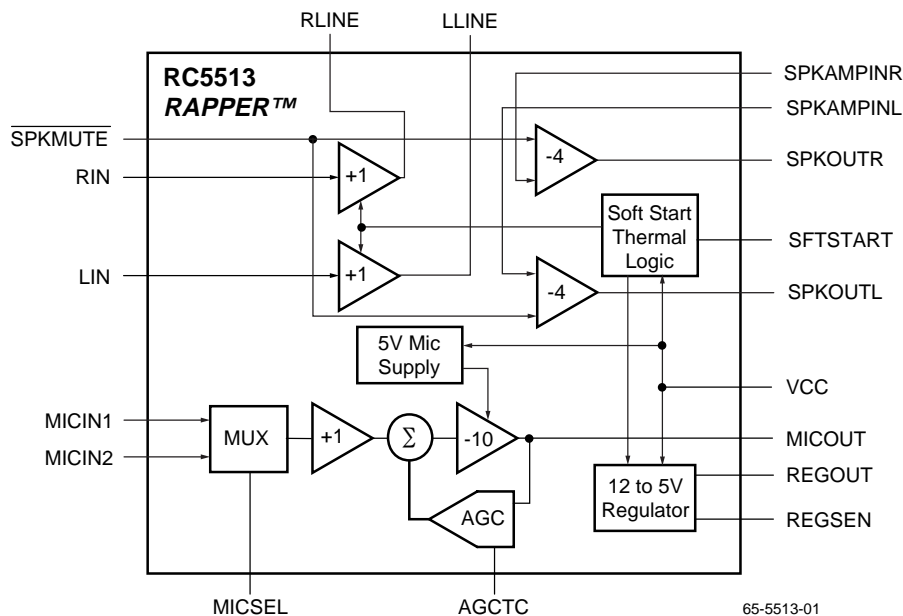 RLINE
LLINE
RC5513
RAPPER™
SPKAMPINR
SPKAMPINL
SPKMUTE
-4
SPKOUTR
RIN
+1
Soft Start
Thermal
Logic
SFTSTART
LIN
+1
-4
SPKOUTL
5V Mic
Supply
VCC
MICIN1
MICIN2
MUX
+1
Σ
-10
MICOUT
REGOUT
12 to 5V
Regulator
AGC
REGSEN
MICSEL
AGCTC
65-5513-01